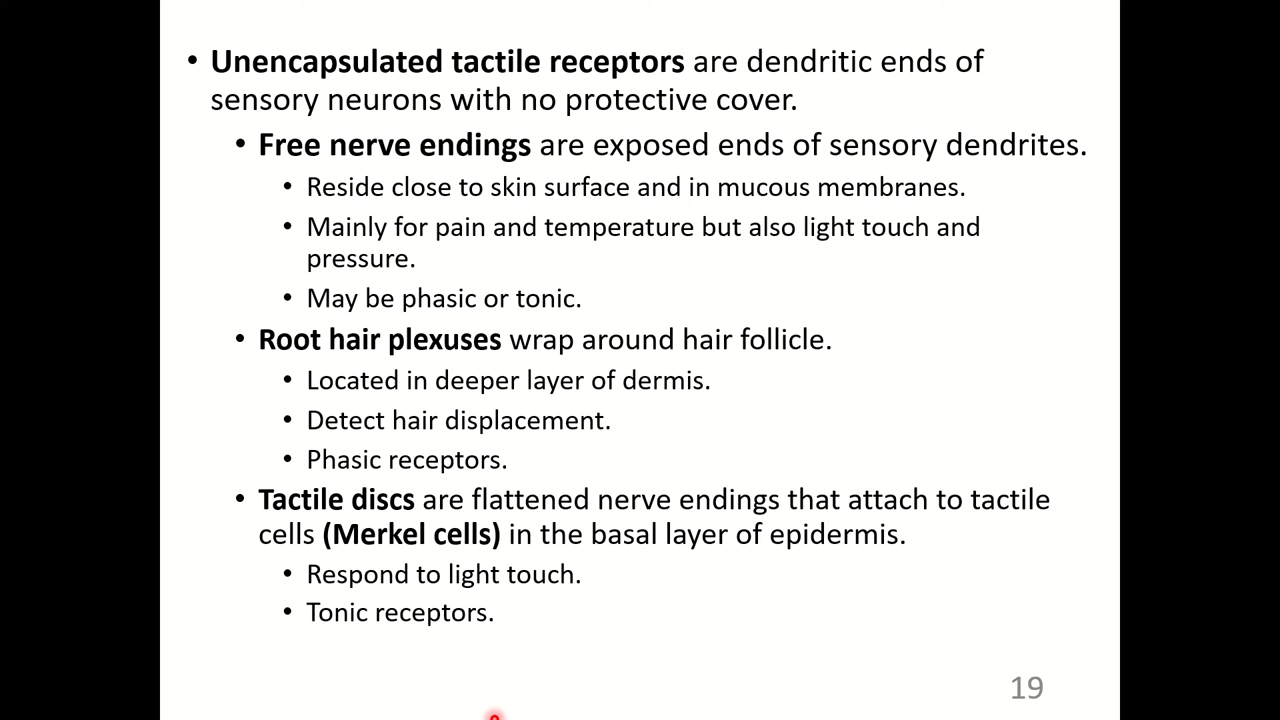 • Unencapsulated tactile receptors are dendritic ends of
sensory neurons with no protective cover.
• Free nerve endings are exposed ends of sensory dendrites.
• Reside close to skin surface and in mucous membranes.
• Mainly for pain and temperature but also light touch and
pressure.
• May be phasic or tonic.
• Root hair plexuses wrap around hair follicle.
• Located in deeper layer of dermis.
• Detect hair displacement.
• Phasic receptors.
• Tactile discs are flattened nerve endings that attach to tactile
cells (Merkel cells) in the basal layer of epidermis.
• Respond to light touch.
• Tonic receptors.
19